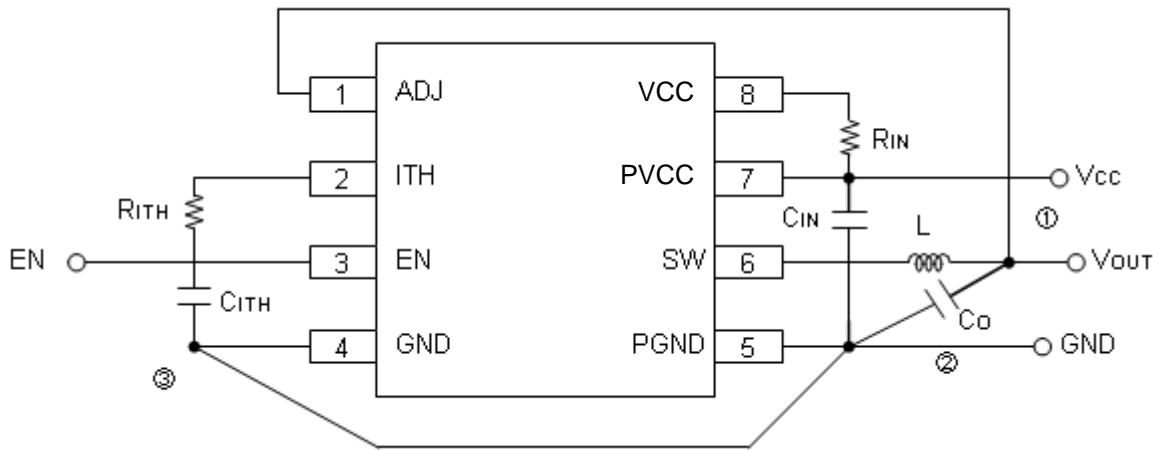 1 ADJ VCC 8
RIN
2 ITH PVCC 7 Vcc
RITH CIN L ①
EN 3 EN SW 6 VOUT
CITH CO
4 GND PGND 5 GND
③ ②